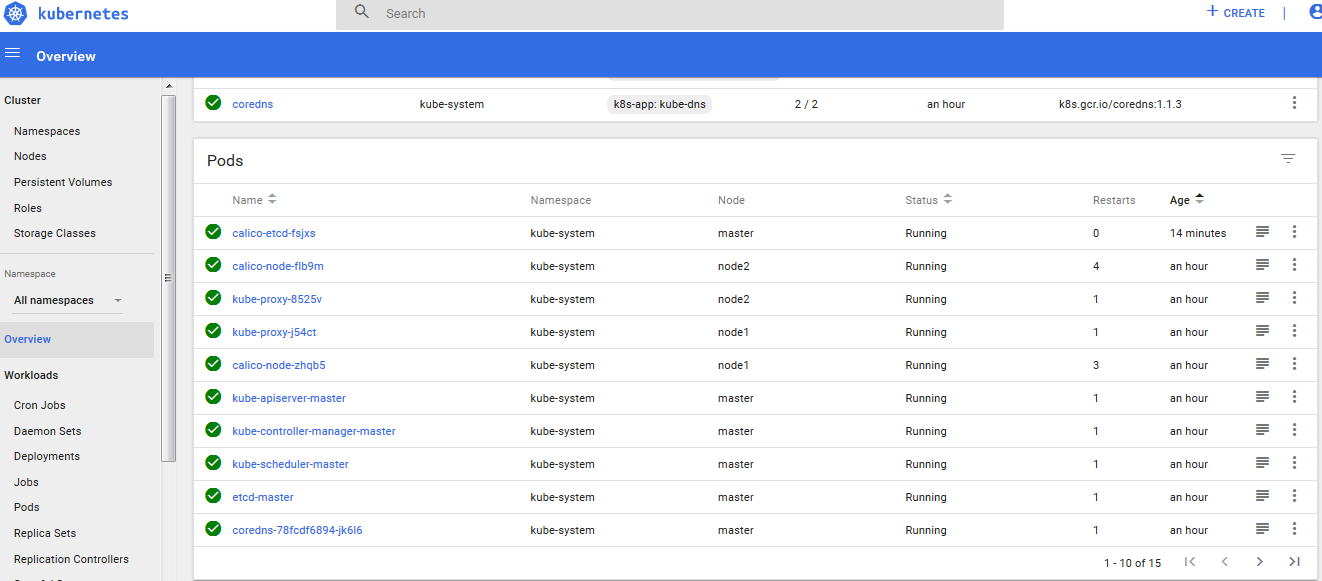 kubernetes Search + CREATE |
Overview
Cluster
Namespaces
Nodes
Persistent Volumes
Roles
Storage Classes
Namespace
All namespaces
Overview
Workloads
Cron Jobs
Daemon Sets
Deployments
Jobs
Pods
Replica Sets
Replication Controllers
coredns kube-system k8s-app: kube-dns 2 / 2 an hour k8s.gcr.io/coredns:1.1.3
Pods
Name Namespace Node Status Restarts Age
calico-etcd-fsjxs kube-system master Running 0 14 minutes
calico-node-flb9m kube-system node2 Running 4 an hour
kube-proxy-8525v kube-system node2 Running 1 an hour
kube-proxy-j54ct kube-system node1 Running 1 an hour
calico-node-zhqb5 kube-system node1 Running 3 an hour
kube-apiserver-master kube-system master Running 1 an hour
kube-controller-manager-master kube-system master Running 1 an hour
kube-scheduler-master kube-system master Running 1 an hour
etcd-master kube-system master Running 1 an hour
coredns-78fcdf6894-jk6l6 kube-system master Running 1 an hour
1 - 10 of 15